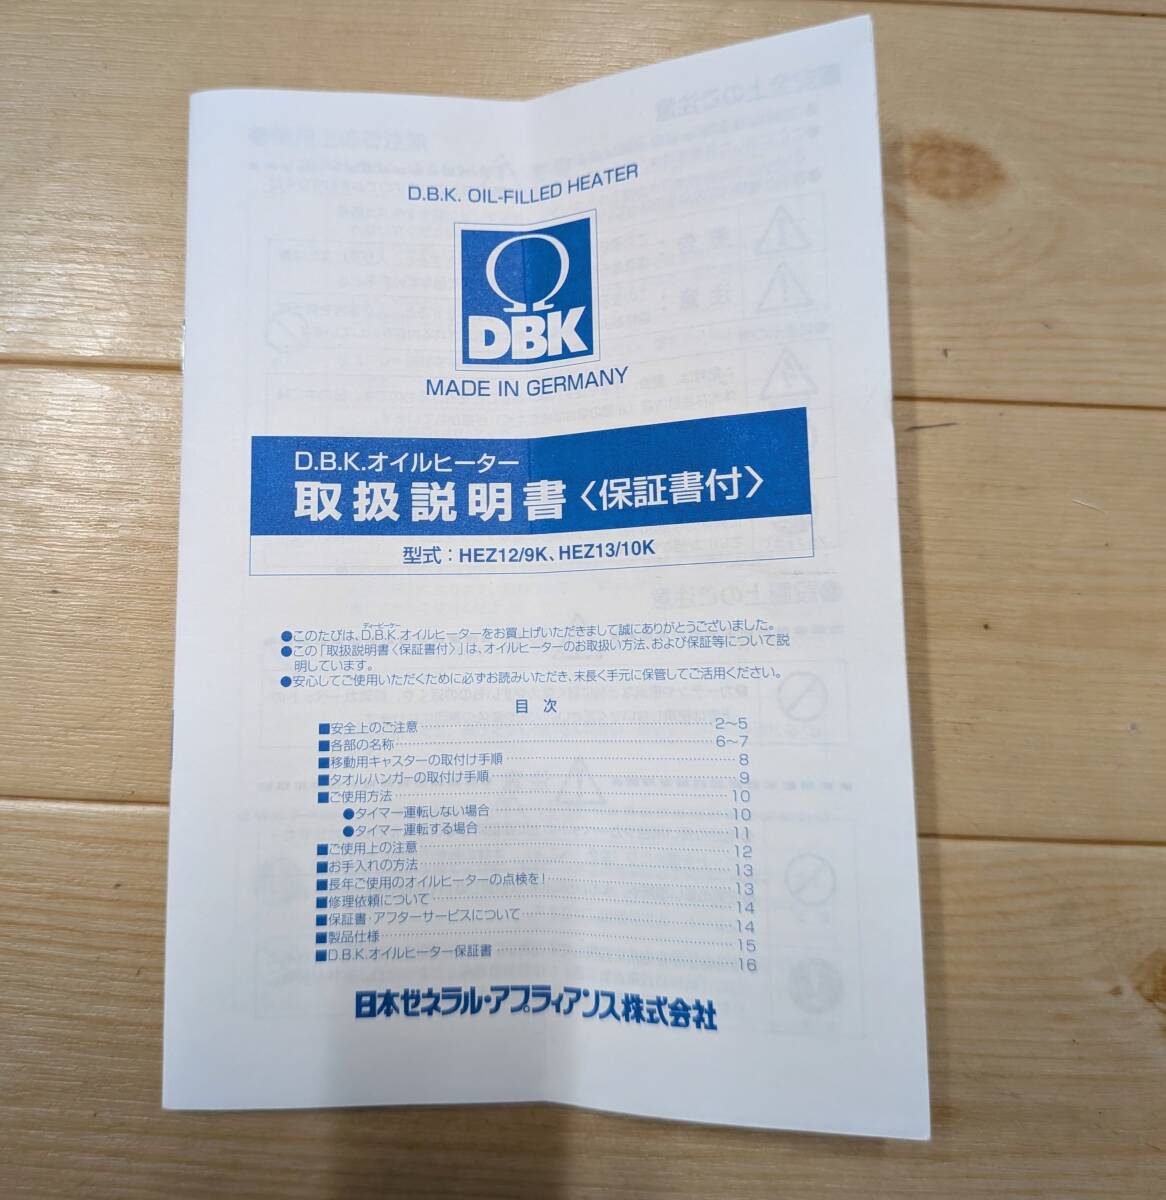 D.B.K. OIL-FILLED HEATER
DBK
MADE IN GERMANY
D.B.K.オイルヒーター
取扱説明書〈保証書付〉
型式：HEZ12/9K、HEZ13/10K
●このたびは、D.B.K.オイルヒーターをお買上げいただきまして誠にありがとうございました。
●この「取扱説明書〈保証書付〉」は、オイルヒーターのお取扱い方法、および保証等について説
明しています。
●安心してご使用いただくために必ずお読みいただき、末長く手元に保管してご活用ください。
目 次
■安全上のご注意 2〜5
■各部の名称 6〜7
■移動用キャスターの取付け手順 8
■タオルハンガーの取付け手順 9
■ご使用方法 10
●タイマー運転しない場合 10
●タイマー運転する場合 11
■ご使用上の注意 12
■お手入れの方法 13
■長年ご使用のオイルヒーターの点検を! 13
■修理依頼について 14
■保証書・アフターサービスについて 14
■製品仕様 15
■D.B.K.オイルヒーター保証書 16
日本ゼネラル・アプライアンス株式会社